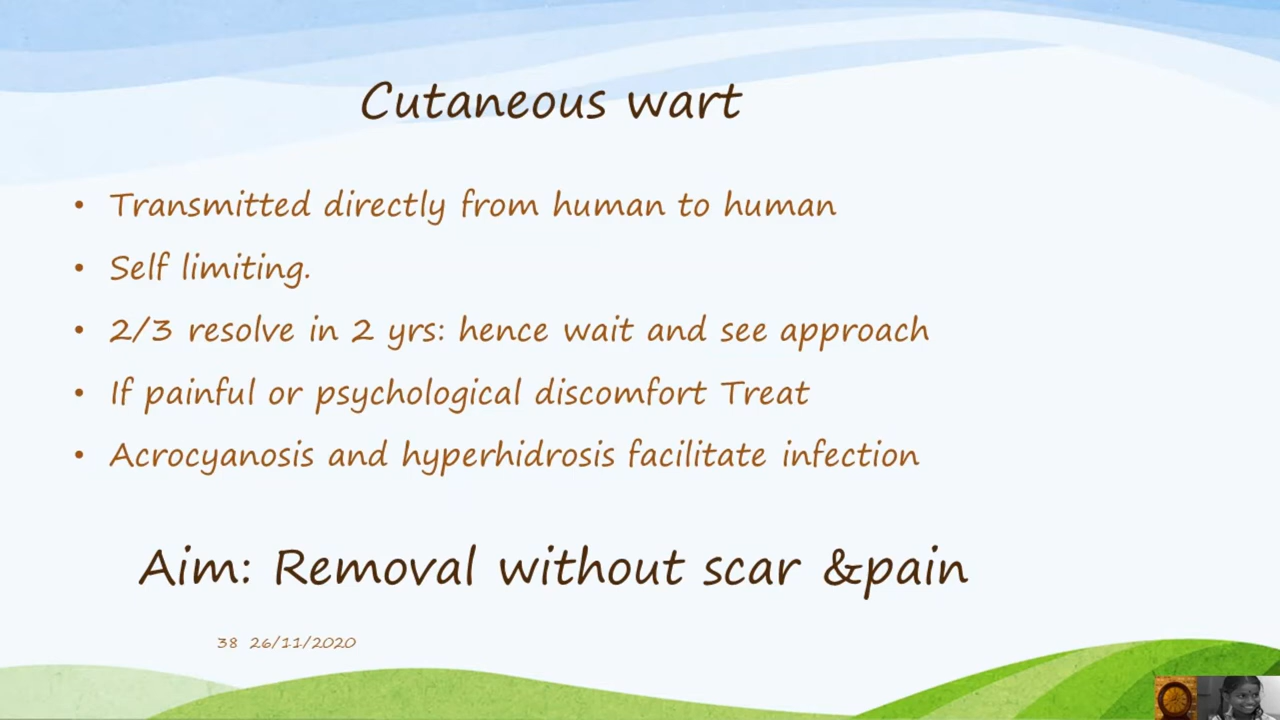 Cutaneous wart
• Transmitted directly from human to human
• Self limiting.
• 2/3 resolve in 2 yrs: hence wait and see approach
• If painful or psychological discomfort Treat
• Acrocyanosis and hyperhidrosis facilitate infection
Aim: Removal without scar &pain
38 26/11/2020